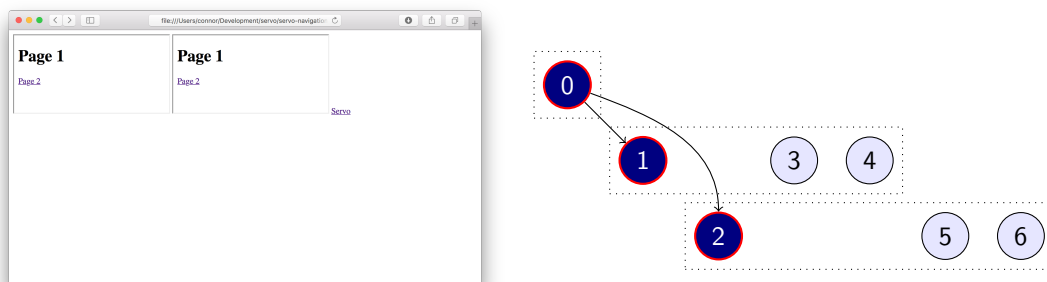 file:///Users/connor/Development/servo/servo-navigation
Page 1
Page 2
Page 1
Page 2
Servo
0
1
3
4
2
5
6